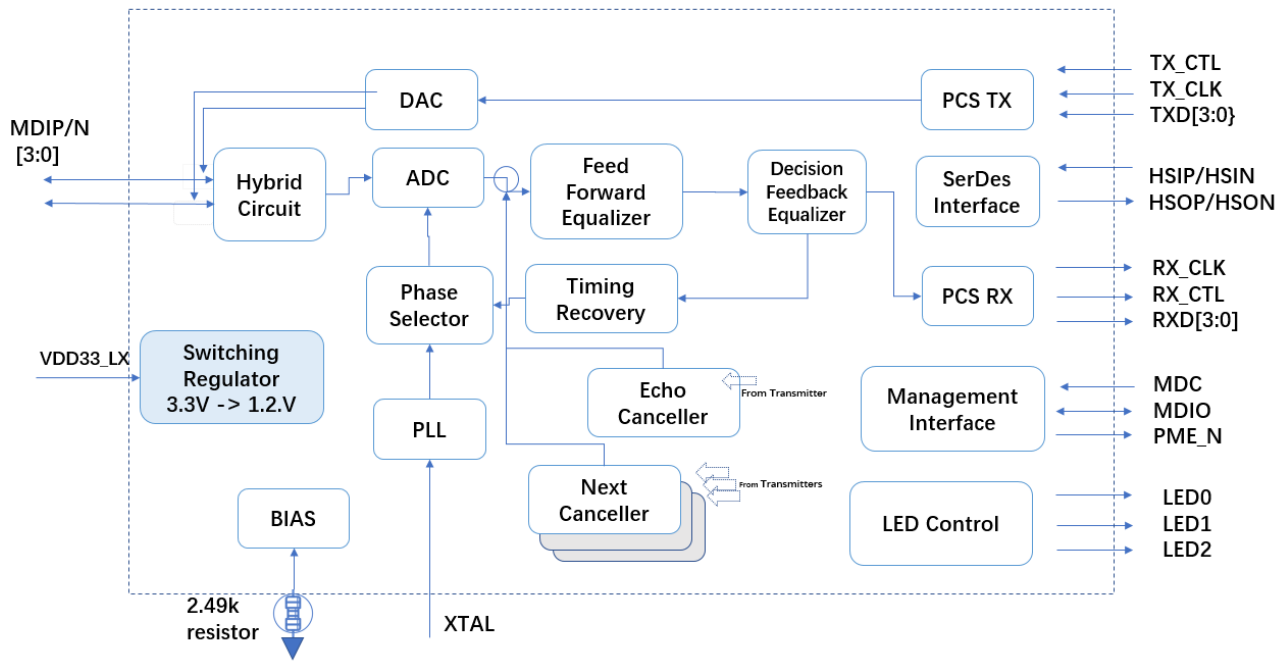 TX_CTL
TX_CLK
TXD[3:0}
DAC
PCS TX
MDIP/N
[3:0]
Hybrid
Circuit
ADC
Feed
Forward
Equalizer
Decision
Feedback
Equalizer
SerDes
Interface
HSIP/HSIN
HSOP/HSON
Phase
Selector
Timing
Recovery
PCS RX
RX_CLK
RX_CTL
RXD[3:0]
VDD33_LX
Switching
Regulator
3.3V -> 1.2.V
PLL
Echo
Canceller
From Transmitter
Management
Interface
MDC
MDIO
PME_N
BIAS
Next
Canceller
From Transmitters
LED Control
LED0
LED1
LED2
2.49k
resistor
XTAL